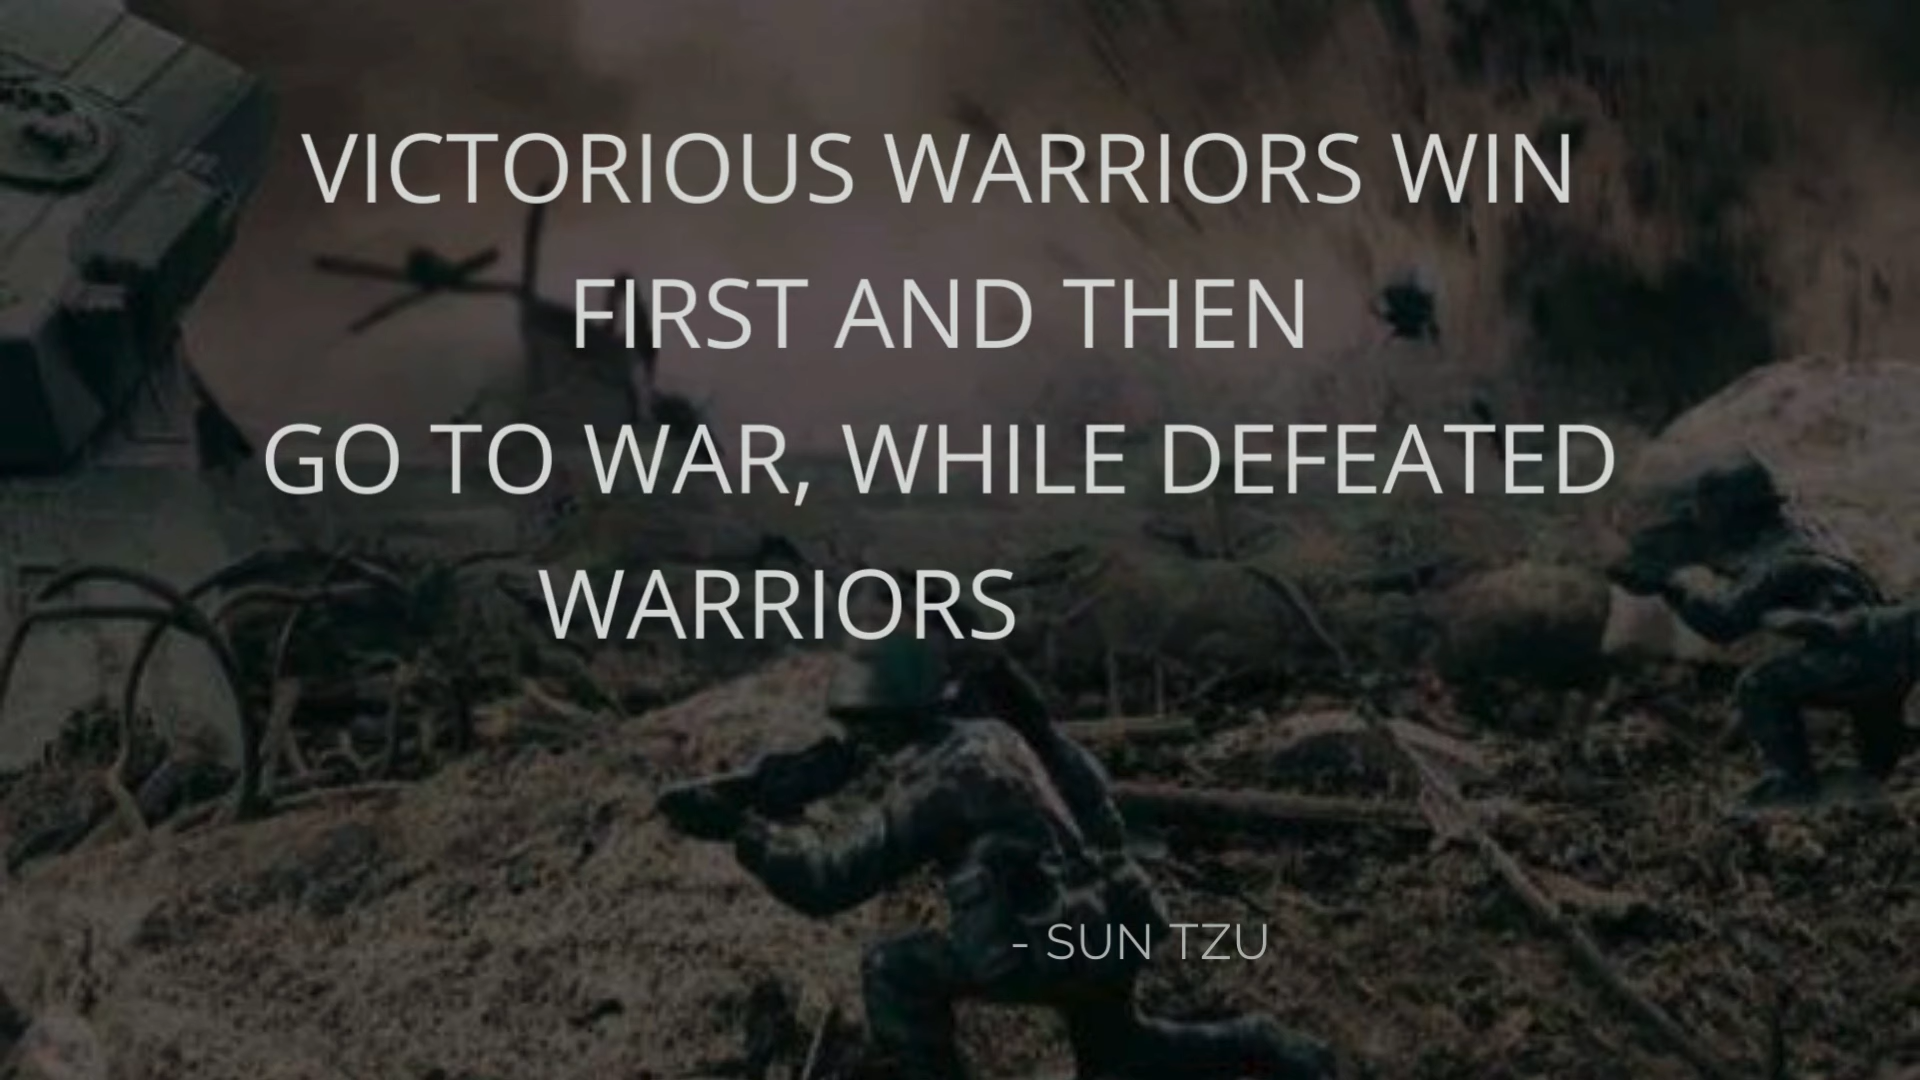 VICTORIOUS WARRIORS WIN
FIRST AND THEN
GO TO WAR, WHILE DEFEATED
WARRIORS
- SUN TZU